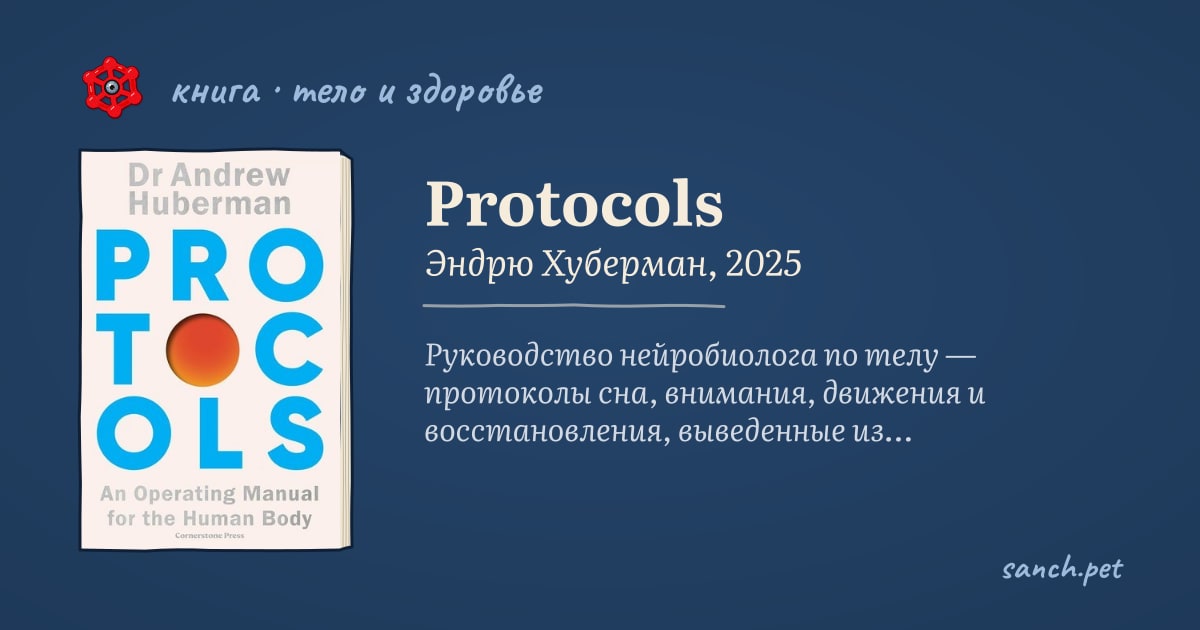 книга · тело и здоровье
Dr Andrew
Huberman
PRO
TOC
OLS
An Operating Manual
for the Human Body
Cornerstone Press
Protocols
Эндрю Хуберман, 2025
Руководство нейробиолога по телу —
протоколы сна, внимания, движения и
восстановления, выведенные из...
sanch.pet